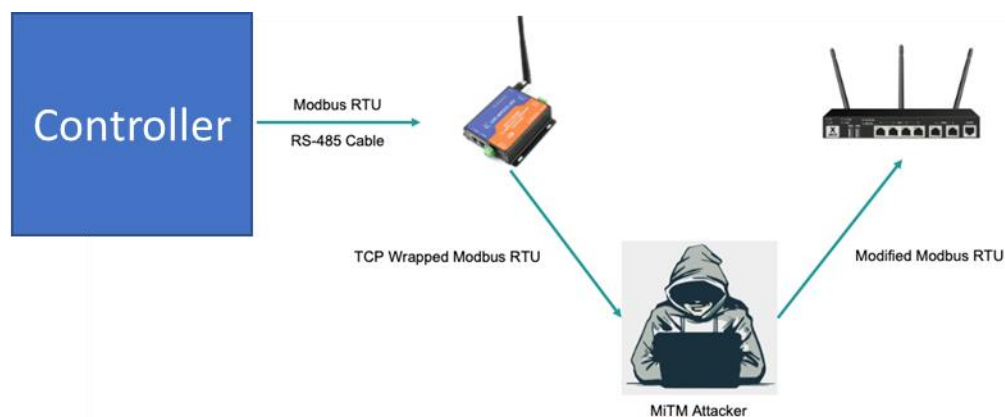 Controller
Modbus RTU
RS-485 Cable
TCP Wrapped Modbus RTU
Modified Modbus RTU
MiTM Attacker